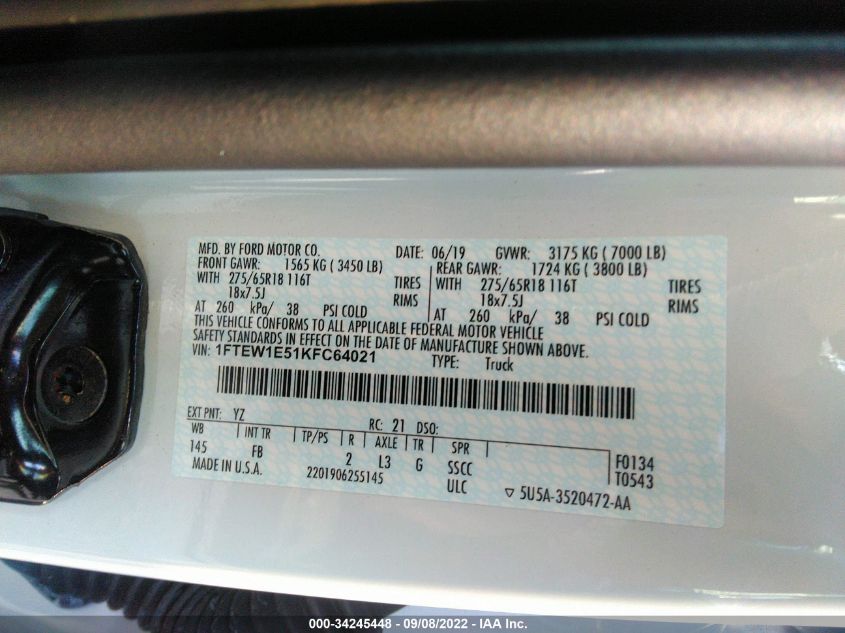 MFD. BY FORD MOTOR CO. DATE: 06/19 GVWR: 3175 KG ( 7000 LB)
FRONT GAWR: 1565 KG ( 3450 LB) REAR GAWR: 1724 KG ( 3800 LB)
WITH 275/65R18 116T TIRES WITH 275/65R18 116T TIRES
18x7.5J RIMS 18x7.5J RIMS
AT 260 kPa/ 38 PSI COLD AT 260 kPa/ 38 PSI COLD
THIS VEHICLE CONFORMS TO ALL APPLICABLE FEDERAL MOTOR VEHICLE
SAFETY STANDARDS IN EFFECT ON THE DATE OF MANUFACTURE SHOWN ABOVE.
VIN: 1FTEW1E51KFC64021 TYPE: Truck
EXT PNT: YZ RC: 21 DSO:
WB INT TR TP/PS R AXLE TR SPR
145 FB 2 L3 G SSCC F0134
MADE IN U.S.A. 2201906255145 ULC T0543
▽ 5U5A-3520472-AA
000-34245448 - 09/08/2022 - IAA Inc.